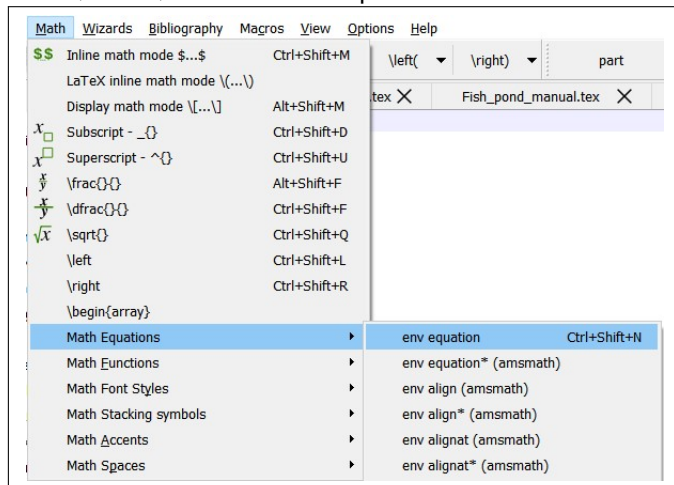 Math Wizards Bibliography Macros View Options Help
$$ Inline math mode $...$ Ctrl+Shift+M \left( \right) part
LaTeX inline math mode \(...\)
Display math mode \[...\] Alt+Shift+M .tex Fish_pond_manual.tex
x Subscript - _{} Ctrl+Shift+D
x Superscript - ^{} Ctrl+Shift+U
x/y \frac{}{} Alt+Shift+F
x/y \dfrac{}{} Ctrl+Shift+F
√x \sqrt{} Ctrl+Shift+Q
\left Ctrl+Shift+L
\right Ctrl+Shift+R
\begin{array}
Math Equations env equation Ctrl+Shift+N
Math Functions env equation* (amsmath)
Math Font Styles env align (amsmath)
Math Stacking symbols env align* (amsmath)
Math Accents env alignat (amsmath)
Math Spaces env alignat* (amsmath)